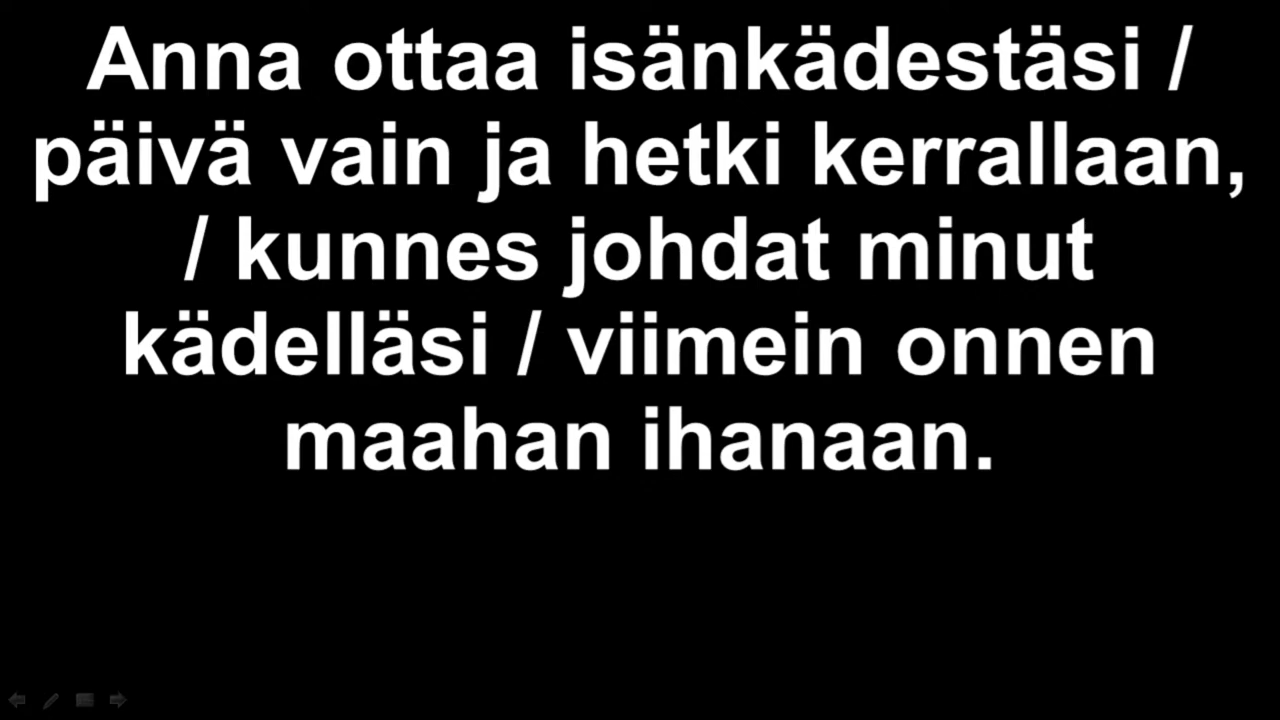 Anna ottaa isänkädestäsi /
päivä vain ja hetki kerrallaan,
/ kunnes johdat minut
kädelläsi / viimein onnen
maahan ihanaan.